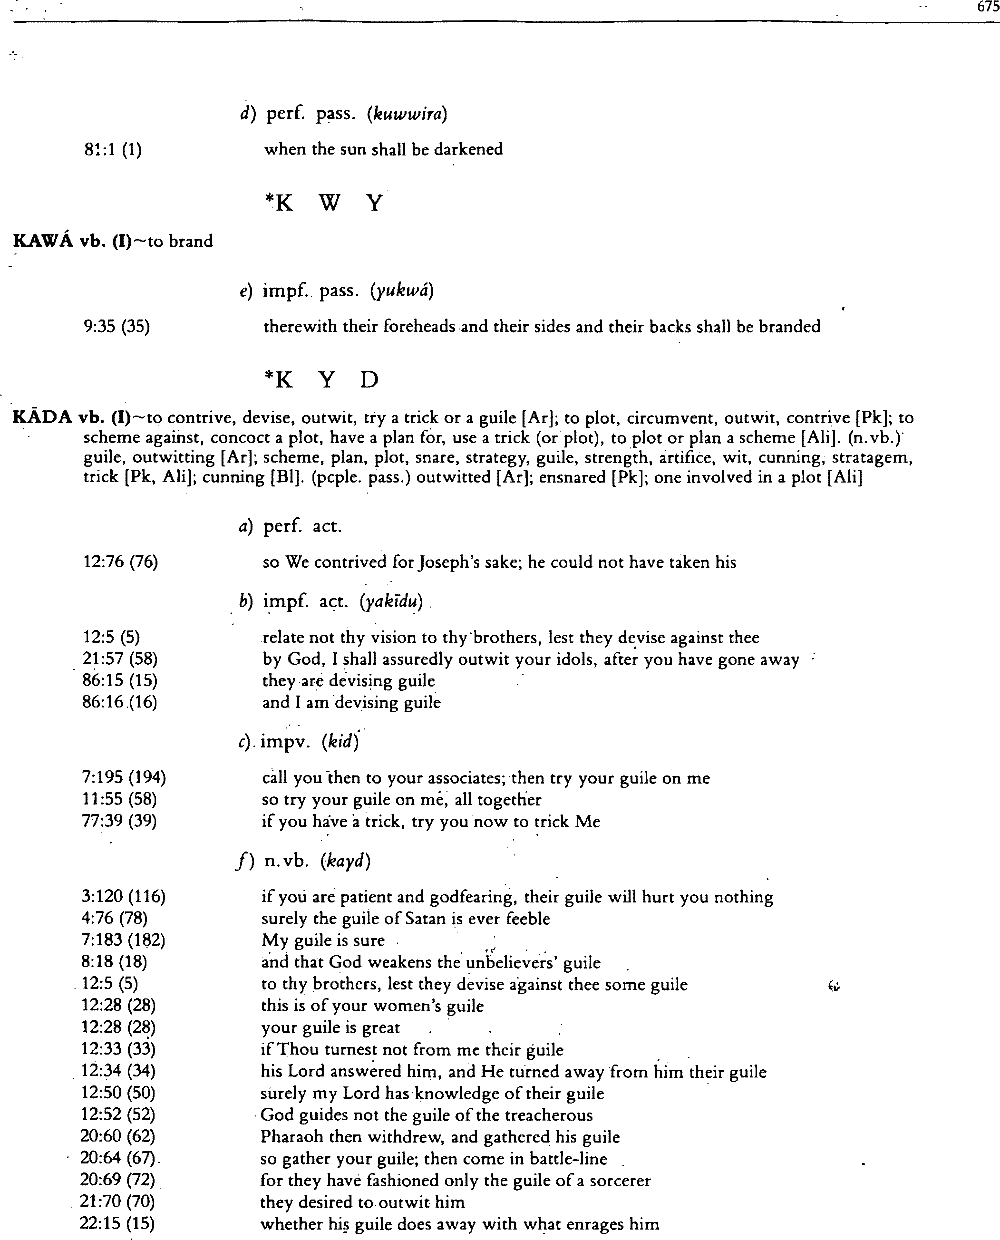 675
d) perf. pass. (kuwwira)
81:1 (1) when the sun shall be darkened
*K W Y
KAWÁ vb. (I)~to brand
e) impf. pass. (yukwá)
9:35 (35) therewith their foreheads and their sides and their backs shall be branded
*K Y D
KĀDA vb. (I)~to contrive, devise, outwit, try a trick or a guile [Ar]; to plot, circumvent, outwit, contrive [Pk]; to
scheme against, concoct a plot, have a plan for, use a trick (or plot), to plot or plan a scheme [Ali]. (n.vb.)
guile, outwitting [Ar]; scheme, plan, plot, snare, strategy, guile, strength, artifice, wit, cunning, stratagem,
trick [Pk, Ali]; cunning [Bl]. (pcple. pass.) outwitted [Ar]; ensnared [Pk]; one involved in a plot [Ali]
a) perf. act.
12:76 (76) so We contrived for Joseph's sake; he could not have taken his
b) impf. act. (yakīdu)
12:5 (5) relate not thy vision to thy brothers, lest they devise against thee
21:57 (58) by God, I shall assuredly outwit your idols, after you have gone away
86:15 (15) they are devising guile
86:16 (16) and I am devising guile
c) impv. (kid)
7:195 (194) call you then to your associates; then try your guile on me
11:55 (58) so try your guile on me, all together
77:39 (39) if you have a trick, try you now to trick Me
f) n.vb. (kayd)
3:120 (116) if you are patient and godfearing, their guile will hurt you nothing
4:76 (78) surely the guile of Satan is ever feeble
7:183 (182) My guile is sure
8:18 (18) and that God weakens the unbelievers' guile
12:5 (5) to thy brothers, lest they devise against thee some guile
12:28 (28) this is of your women's guile
12:28 (28) your guile is great
12:33 (33) if Thou turnest not from me their guile
12:34 (34) his Lord answered him, and He turned away from him their guile
12:50 (50) surely my Lord has knowledge of their guile
12:52 (52) God guides not the guile of the treacherous
20:60 (62) Pharaoh then withdrew, and gathered his guile
20:64 (67) so gather your guile; then come in battle-line
20:69 (72) for they have fashioned only the guile of a sorcerer
21:70 (70) they desired to outwit him
22:15 (15) whether his guile does away with what enrages him